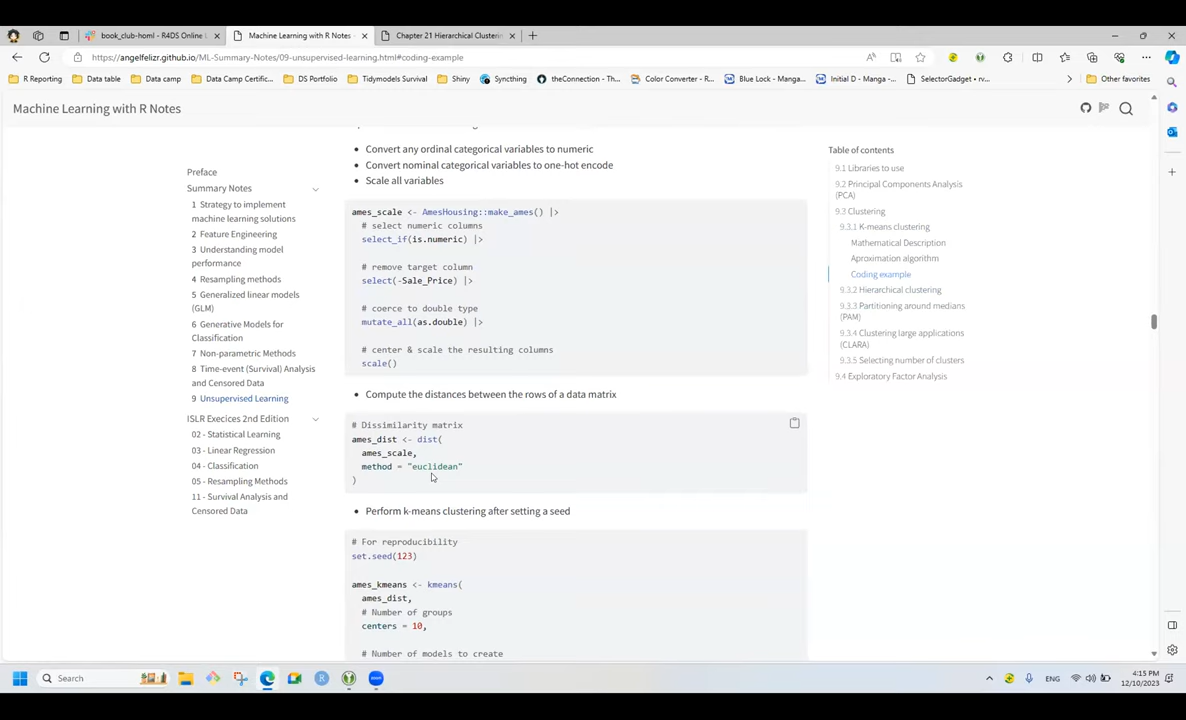 book_club-homl - R4DS Online L
Machine Learning with R Notes -
Chapter 21 Hierarchical Clusterin
https://angelfelizr.github.io/ML-Summary-Notes/09-unsupervised-learning.html#coding-example
R Reporting
Data table
Data camp
Data Camp Certific...
DS Portfolio
Tidymodels Survival
Shiny
Syncthing
theConnection - Th...
Color Converter - R...
Blue Lock - Manga...
Initial D - Manga -...
SelectorGadget • rv...
Other favorites
Machine Learning with R Notes
Preface
Summary Notes
1 Strategy to implement
machine learning solutions
2 Feature Engineering
3 Understanding model
performance
4 Resampling methods
5 Generalized linear models
(GLM)
6 Generative Models for
Classification
7 Non-parametric Methods
8 Time-event (Survival) Analysis
and Censored Data
9 Unsupervised Learning
ISLR Execices 2nd Edition
02 - Statistical Learning
03 - Linear Regression
04 - Classification
05 - Resampling Methods
11 - Survival Analysis and
Censored Data
• Convert any ordinal categorical variables to numeric
• Convert nominal categorical variables to one-hot encode
• Scale all variables
ames_scale <- AmesHousing::make_ames() |>
# select numeric columns
select_if(is.numeric) |>
# remove target column
select(-Sale_Price) |>
# coerce to double type
mutate_all(as.double) |>
# center & scale the resulting columns
scale()
• Compute the distances between the rows of a data matrix
# Dissimilarity matrix
ames_dist <- dist(
ames_scale,
method = "euclidean"
)
• Perform k-means clustering after setting a seed
# For reproducibility
set.seed(123)
ames_kmeans <- kmeans(
ames_dist,
# Number of groups
centers = 10,
# Number of models to create
Table of contents
9.1 Libraries to use
9.2 Principal Components Analysis
(PCA)
9.3 Clustering
9.3.1 K-means clustering
Mathematical Description
Aproximation algorithm
Coding example
9.3.2 Hierarchical clustering
9.3.3 Partitioning around medians
(PAM)
9.3.4 Clustering large applications
(CLARA)
9.3.5 Selecting number of clusters
9.4 Exploratory Factor Analysis
Search
ENG
4:15 PM
12/10/2023